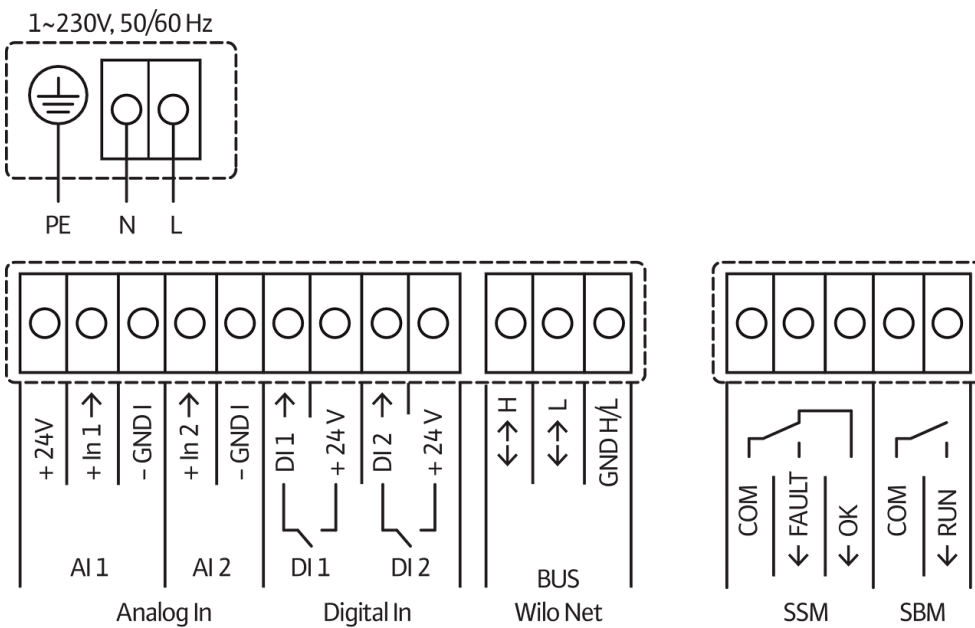 1~230V, 50/60 Hz
PE N L
+ 24V
+ In 1 →
- GND I
+ In 2 →
- GND I
DI 1 →
+ 24 V
DI 2 →
+ 24 V
←→ H
←→ L
GND H/L
COM
← FAULT
← OK
COM
← RUN
AI 1 AI 2 DI 1 DI 2 BUS
Analog In Digital In Wilo Net SSM SBM